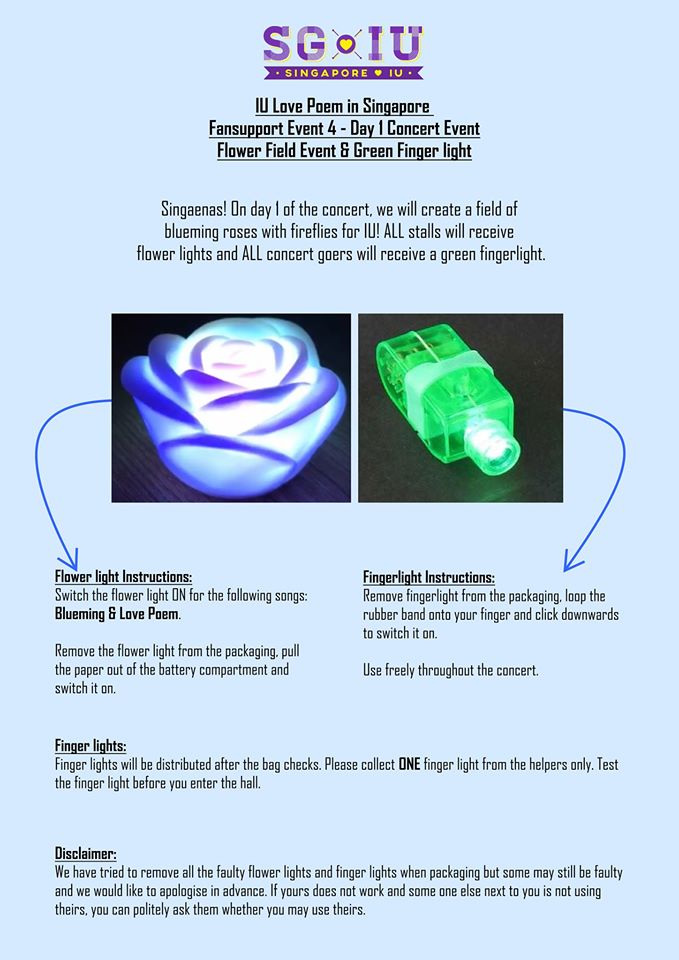 SG IU
SINGAPORE IU
IU Love Poem in Singapore
Fansupport Event 4 - Day 1 Concert Event
Flower Field Event & Green Finger light
Singaenas! On day 1 of the concert, we will create a field of
blueming roses with fireflies for IU! ALL stalls will receive
flower lights and ALL concert goers will receive a green fingerlight.
Flower light Instructions:
Switch the flower light ON for the following songs:
Blueming & Love Poem.
Remove the flower light from the packaging, pull
the paper out of the battery compartment and
switch it on.
Fingerlight Instructions:
Remove fingerlight from the packaging, loop the
rubber band onto your finger and click downwards
to switch it on.
Use freely throughout the concert.
Finger lights:
Finger lights will be distributed after the bag checks. Please collect ONE finger light from the helpers only. Test
the finger light before you enter the hall.
Disclaimer:
We have tried to remove all the faulty flower lights and finger lights when packaging but some may still be faulty
and we would like to apologise in advance. If yours does not work and some one else next to you is not using
theirs, you can politely ask them whether you may use theirs.